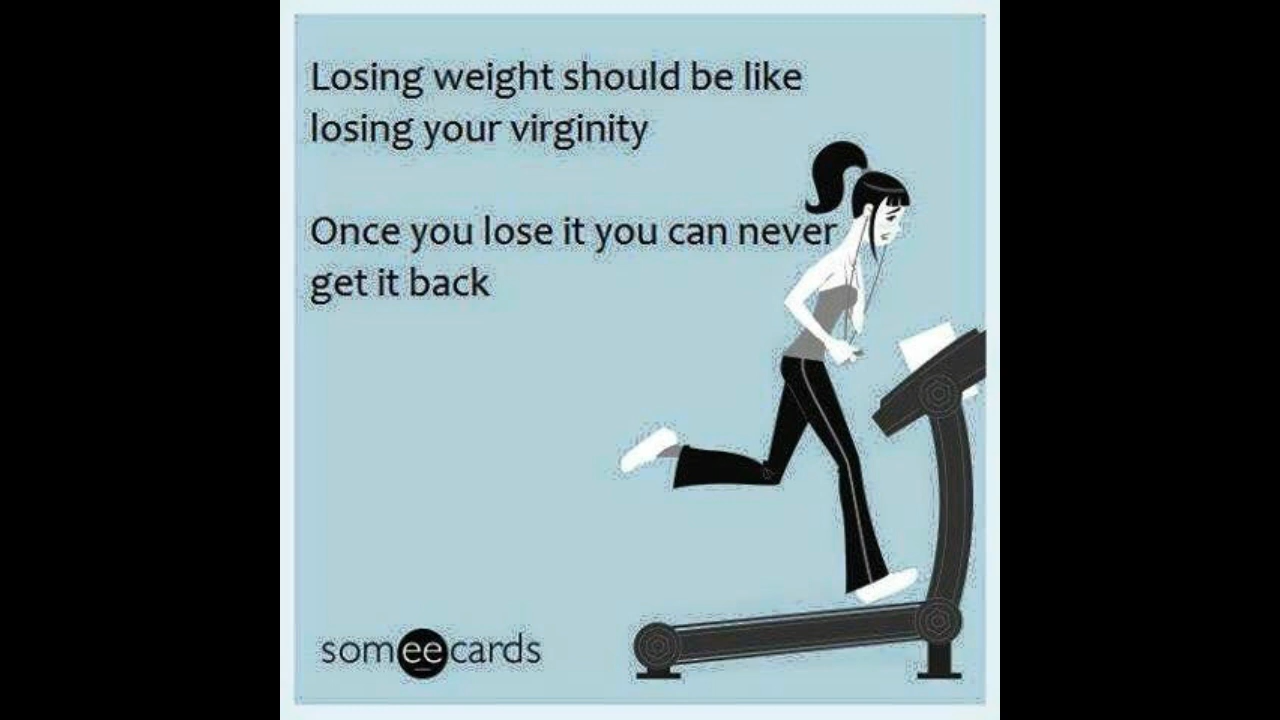 Losing weight should be like
losing your virginity
Once you lose it you can never
get it back
someecards